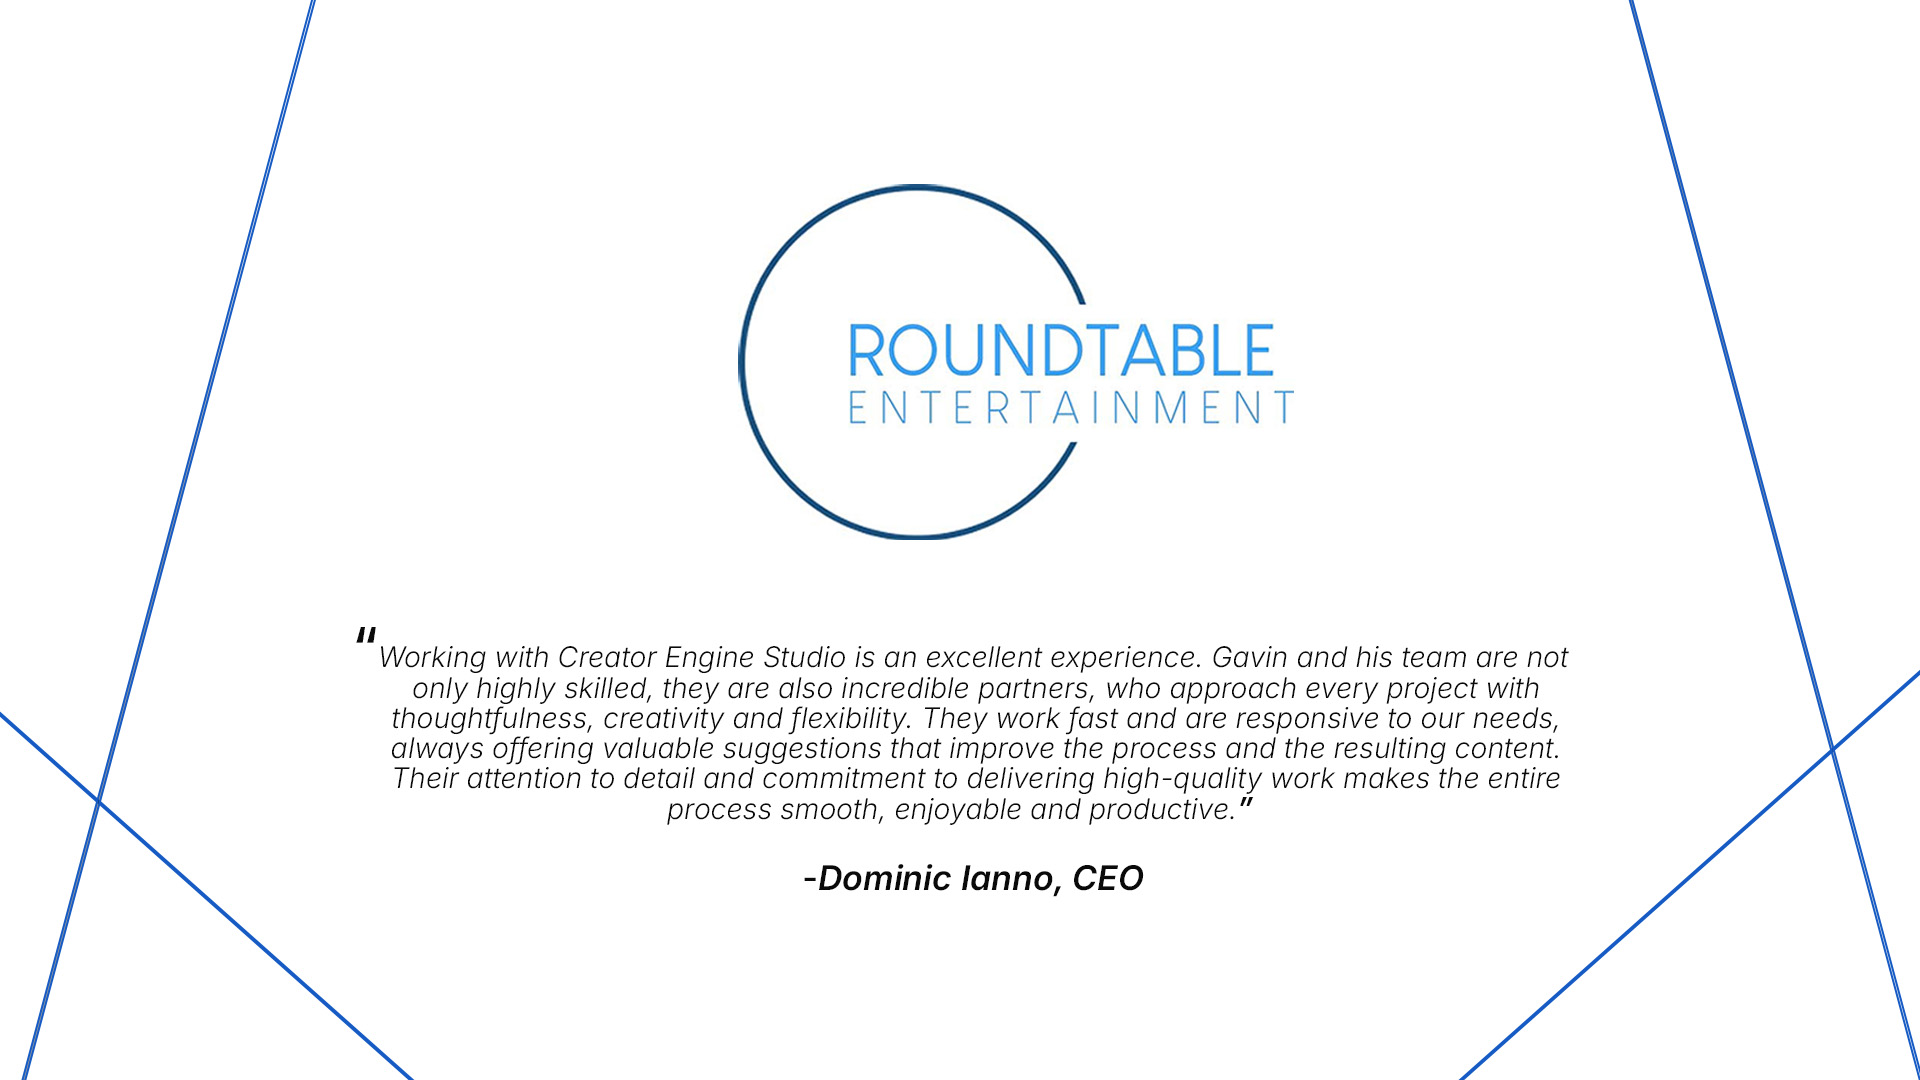 ROUNDTABLE
ENTERTAINMENT
"Working with Creator Engine Studio is an excellent experience. Gavin and his team are not
only highly skilled, they are also incredible partners, who approach every project with
thoughtfulness, creativity and flexibility. They work fast and are responsive to our needs,
always offering valuable suggestions that improve the process and the resulting content.
Their attention to detail and commitment to delivering high-quality work makes the entire
process smooth, enjoyable and productive."
-Dominic Ianno, CEO